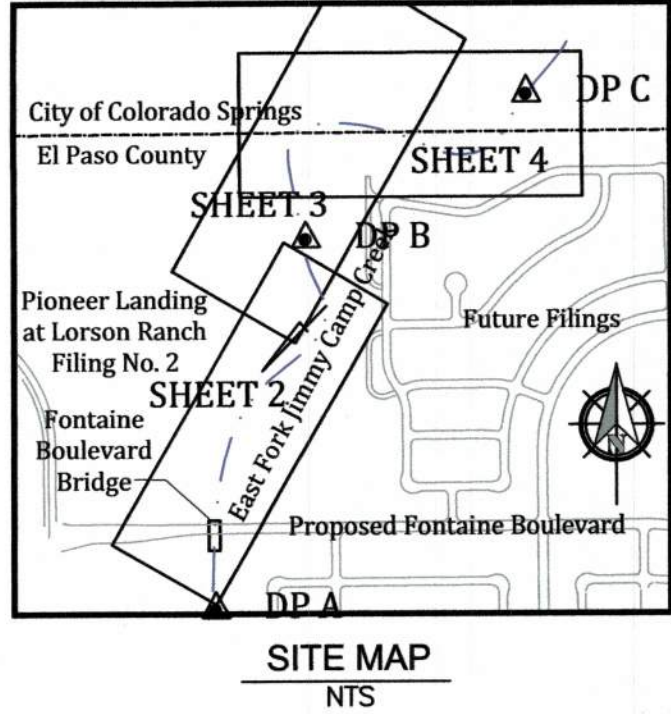 City of Colorado Springs
DP C
El Paso County
SHEET 4
SHEET 3
DP B
Pioneer Landing
at Lorson Ranch
Filing No. 2
Future Filings
SHEET 2
East Fork Jimmy Camp Creek
Fontaine
Boulevard
Bridge
N
Proposed Fontaine Boulevard
DP A
SITE MAP
NTS